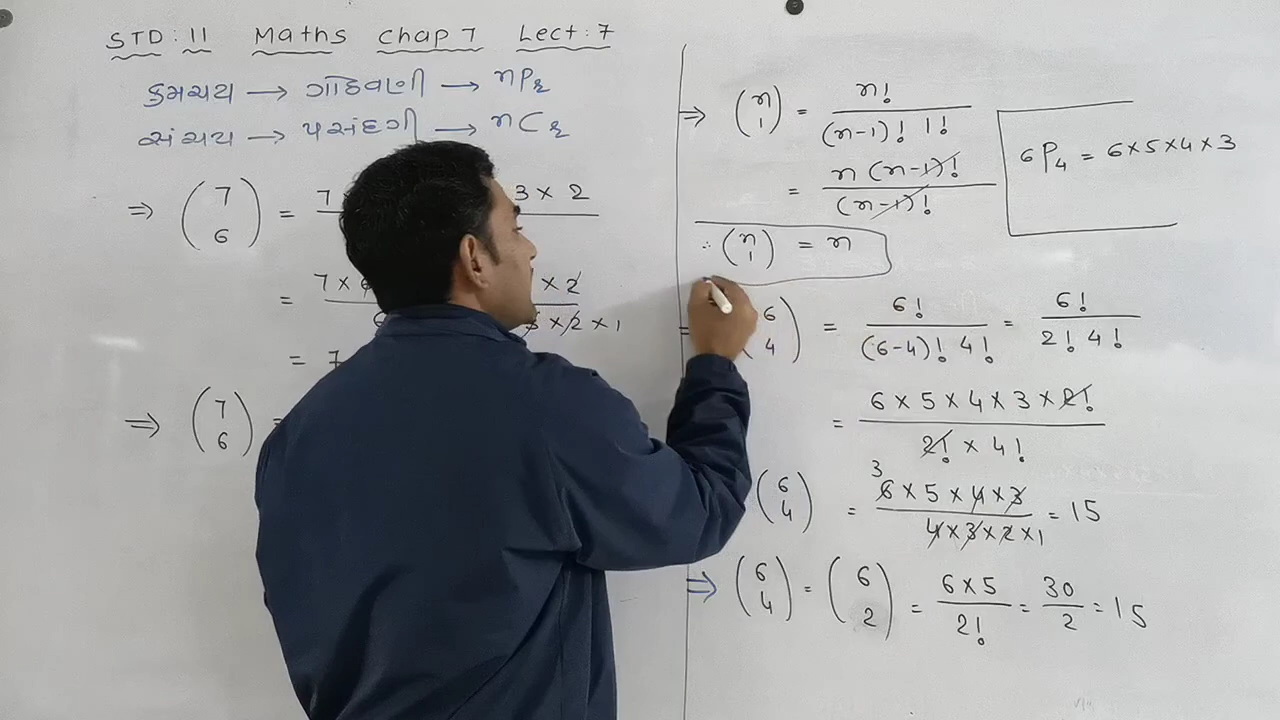 STD: 11 Maths Chap 7 Lect: 7
ક્રમચય → ગોઠવણી → nPr
સંચય → પસંદગી → nCr
⇒ (7 6) = 7 3 × 2
= 7 × × 2
× 2 × 1
= 7
⇒ (7 6) =
⇒ (n 1) = n! / (n-1)! 1!
= n (n-1)! / (n-1)!
∴ (n 1) = n
6P4 = 6×5×4×3
(6 4) = 6! / (6-4)! 4! = 6! / 2! 4!
= 6 × 5 × 4 × 3 × 2! / 2! × 4!
(6 4) = 3 6 × 5 × 4 × 3 / 4 × 3 × 2 × 1 = 15
⇒ (6 4) = (6 2) = 6 × 5 / 2! = 30 / 2 = 15